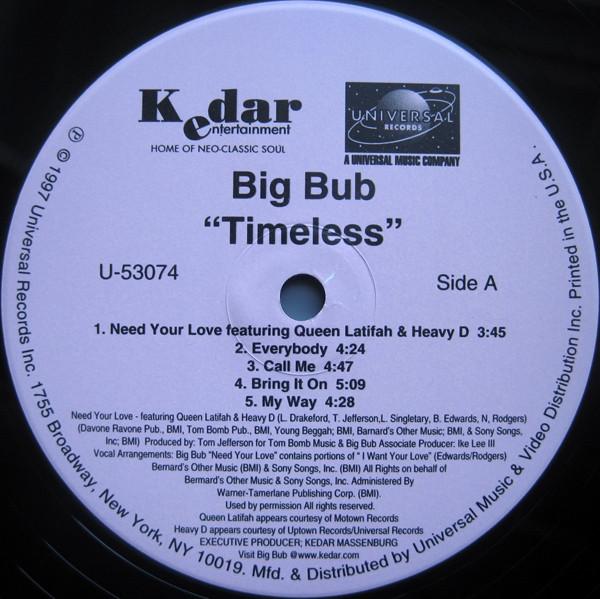 Kedar
entertainment
HOME OF NEO-CLASSIC SOUL
UNIVERSAL
RECORDS
A UNIVERSAL MUSIC COMPANY
Big Bub
“Timeless”
U-53074
Side A
1. Need Your Love featuring Queen Latifah & Heavy D 3:45
2. Everybody 4:24
3. Call Me 4:47
4. Bring It On 5:09
5. My Way 4:28
Need Your Love - featuring Queen Latifah & Heavy D (L. Drakeford, T. Jefferson,L. Singletary, B. Edwards, N, Rodgers)
(Davone Ravone Pub., BMI, Tom Bomb Pub., BMI, Young Beggah; BMI, Barnard's Other Music; BMI, & Sony Songs,
Inc; BMI) Produced by: Tom Jefferson for Tom Bomb Music & Big Bub Associate Producer: Ike Lee III
Vocal Arrangements: Big Bub “Need Your Love” contains portions of “ I Want Your Love” (Edwards/Rodgers)
Bernard's Other Music (BMI) & Sony Songs, Inc. (BMI) All Rights on behalf of
Bermard's Other Music & Sony Songs, Inc. Administered By
Warner-Tamerlane Publishing Corp. (BMI).
Used by permission All rights reserved.
Queen Latifah appears courtesy of Motown Records
Heavy D appears courtesy of Uptown Records/Universal Records
EXECUTIVE PRODUCER; KEDAR MASSENBURG
Visit Big Bub @www.kedar.com
℗ © 1997 Universal Records Inc. 1755 Broadway, New York, NY 10019. Mfd. & Distributed by Universal Music & Video Distribution Inc. Printed in the U.S.A.